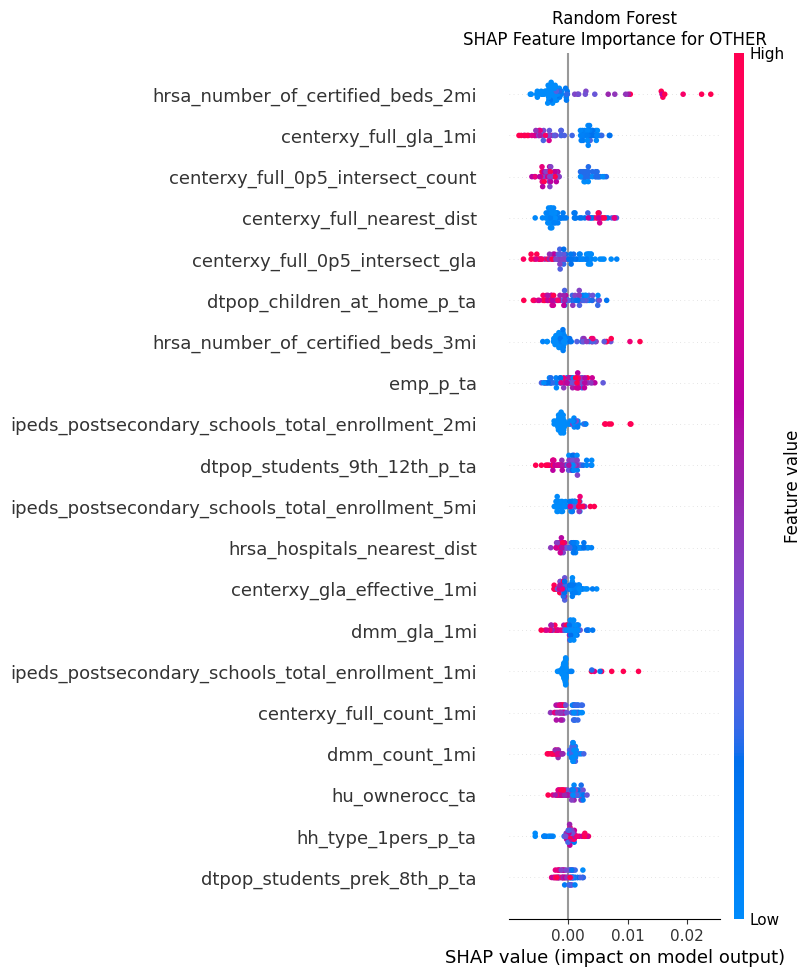 Random Forest
SHAP Feature Importance for OTHER
High
hrsa_number_of_certified_beds_2mi
centerxy_full_gla_1mi
centerxy_full_0p5_intersect_count
centerxy_full_nearest_dist
centerxy_full_0p5_intersect_gla
dtpop_children_at_home_p_ta
hrsa_number_of_certified_beds_3mi
emp_p_ta
ipeds_postsecondary_schools_total_enrollment_2mi
dtpop_students_9th_12th_p_ta
ipeds_postsecondary_schools_total_enrollment_5mi
hrsa_hospitals_nearest_dist
centerxy_gla_effective_1mi
dmm_gla_1mi
ipeds_postsecondary_schools_total_enrollment_1mi
centerxy_full_count_1mi
dmm_count_1mi
hu_ownerocc_ta
hh_type_1pers_p_ta
dtpop_students_prek_8th_p_ta
Feature value
Low
0.00 0.01 0.02
SHAP value (impact on model output)